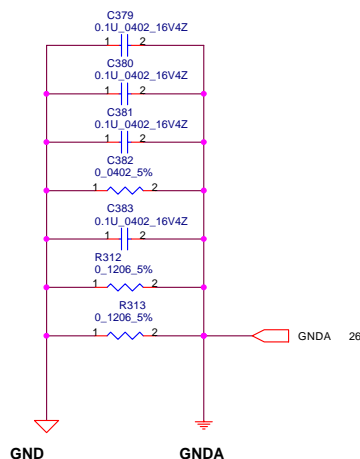 C379
0.1U_0402_16V4Z
1 2
C380
0.1U_0402_16V4Z
1 2
C381
0.1U_0402_16V4Z
1 2
C382
0_0402_5%
1 2
C383
0.1U_0402_16V4Z
1 2
R312
0_1206_5%
1 2
R313
0_1206_5%
1 2
GNDA 26
GND GNDA